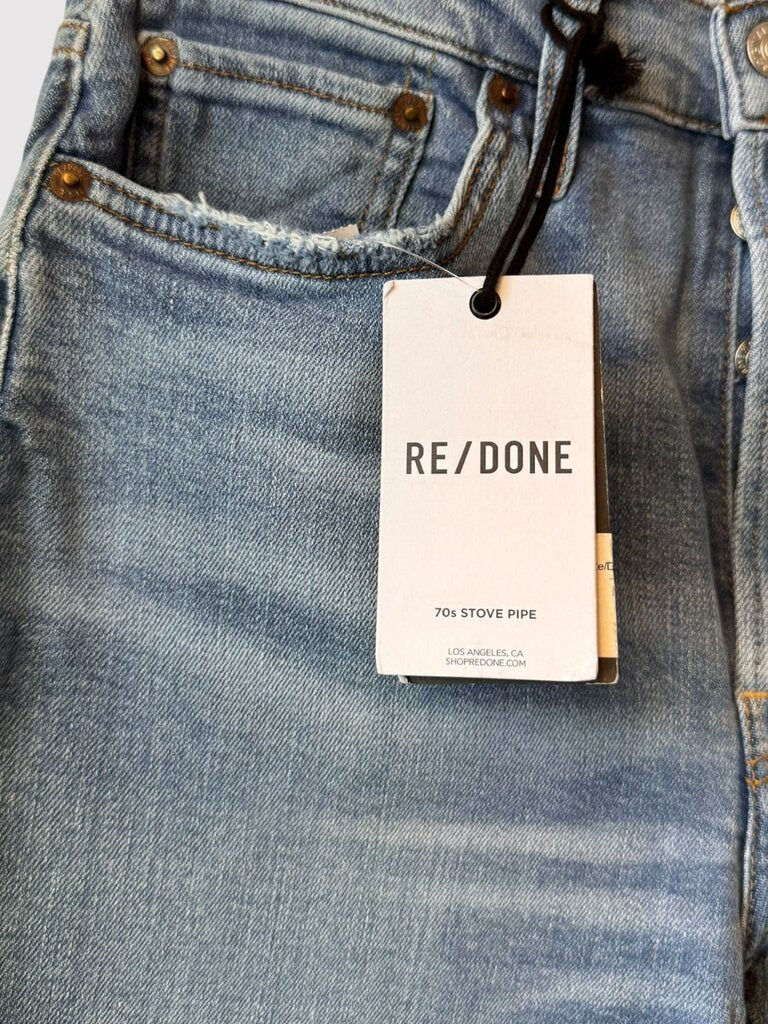 RE/DONE
70s STOVE PIPE
LOS ANGELES, CA
SHOPREDONE.COM